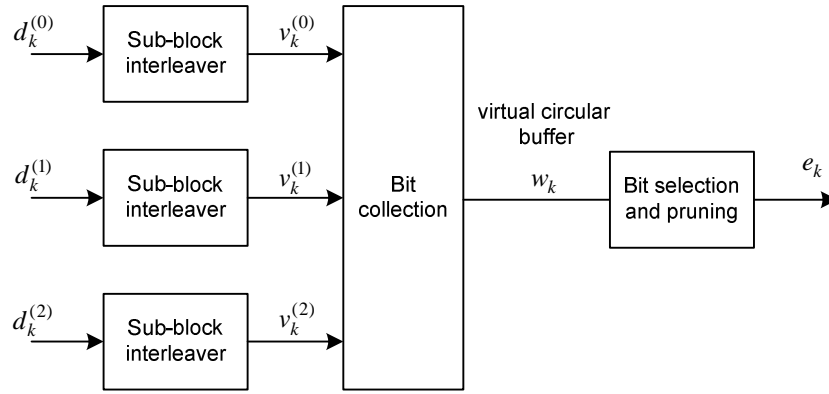 d_k^{(0)}
Sub-block
interleaver
v_k^{(0)}
virtual circular
buffer
d_k^{(1)}
Sub-block
interleaver
v_k^{(1)}
Bit
collection
w_k
Bit selection
and pruning
e_k
d_k^{(2)}
Sub-block
interleaver
v_k^{(2)}